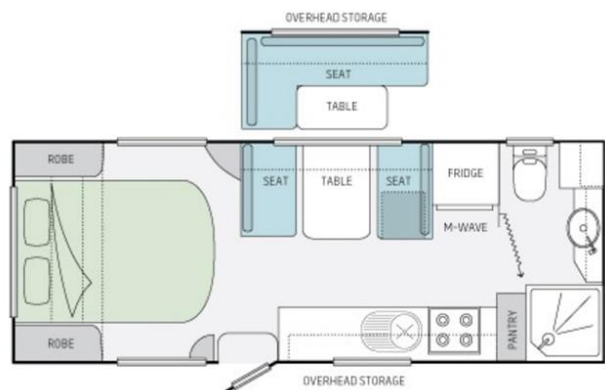 OVERHEAD STORAGE
SEAT
TABLE
ROBE
SEAT
TABLE
SEAT
FRIDGE
M-WAVE
ROBE
PANTRY
OVERHEAD STORAGE